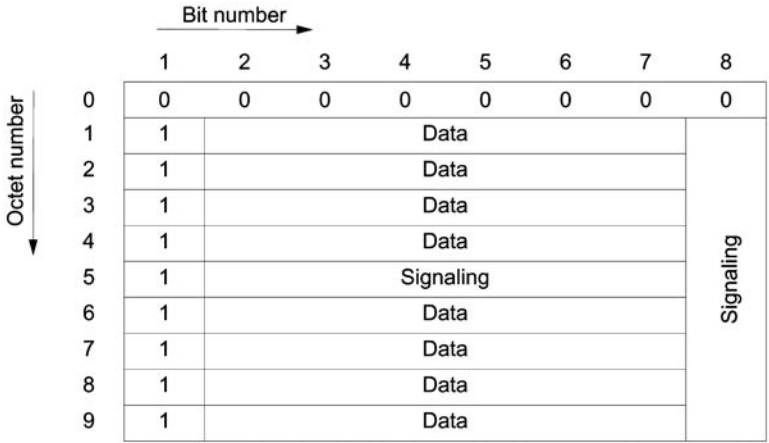 Bit number
1 2 3 4 5 6 7 8
Octet number
0 0 0 0 0 0 0 0 0
1 1 Data
2 1 Data
3 1 Data
4 1 Data
5 1 Signaling
6 1 Data
7 1 Data
8 1 Data
9 1 Data
Signaling